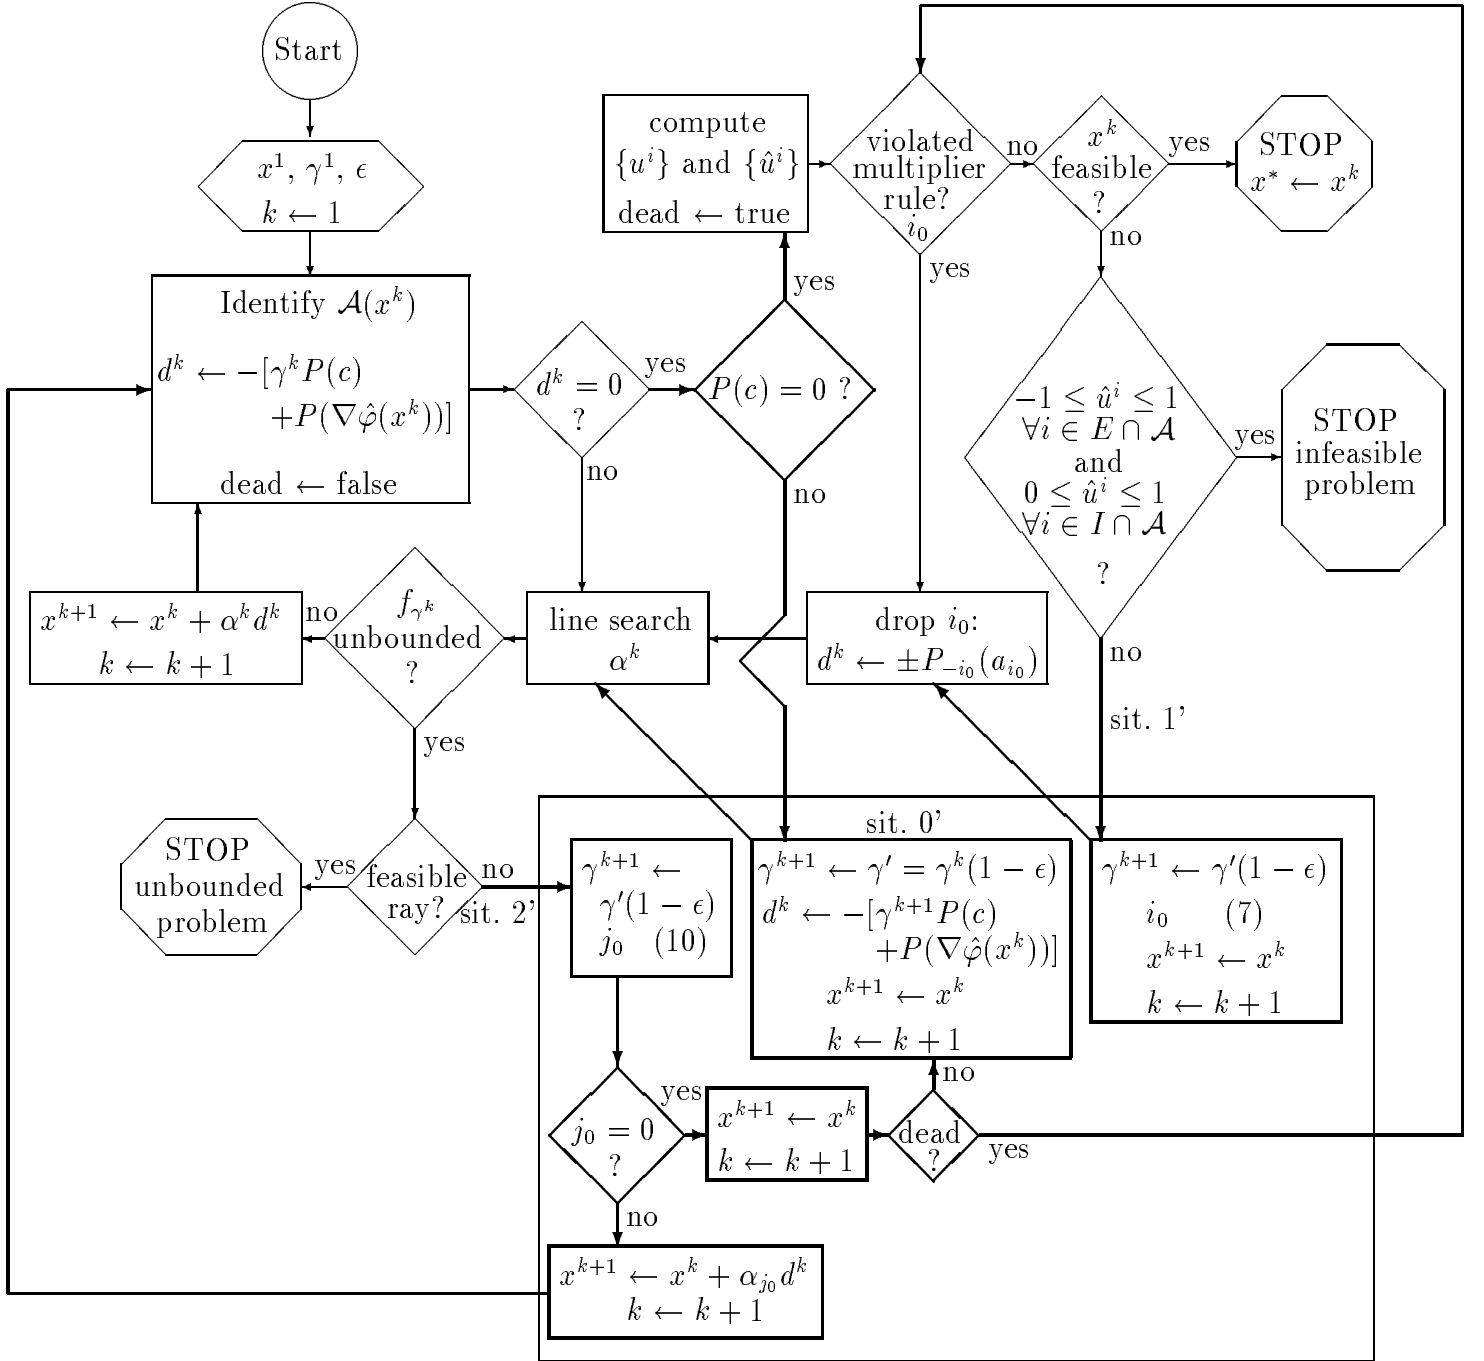 Start
x^1, γ^1, ϵ
k ← 1
Identify 𝒜(x^k)
d^k ← −[γ^k P(c)
+P(∇φ̂(x^k))]
dead ← false
d^k = 0
?
yes
no
P(c) = 0 ?
yes
no
compute
{u^i} and {û^i}
dead ← true
violated
multiplier
rule?
i_0
no
yes
x^k
feasible
?
yes
no
STOP
x^* ← x^k
−1 ≤ û^i ≤ 1
∀i ∈ E ∩ 𝒜
and
0 ≤ û^i ≤ 1
∀i ∈ I ∩ 𝒜
?
yes
no
STOP
infeasible
problem
sit. 1'
x^{k+1} ← x^k + α^k d^k
k ← k + 1
no
f_{γ^k}
unbounded
?
yes
line search
α^k
drop i_0:
d^k ← ±P_{−i_0}(a_{i_0})
STOP
unbounded
problem
yes
feasible
ray?
no
sit. 2'
γ^{k+1} ←
γ'(1 − ϵ)
j_0 (10)
sit. 0'
γ^{k+1} ← γ' = γ^k(1 − ϵ)
d^k ← −[γ^{k+1} P(c)
+P(∇φ̂(x^k))]
x^{k+1} ← x^k
k ← k + 1
γ^{k+1} ← γ'(1 − ϵ)
i_0 (7)
x^{k+1} ← x^k
k ← k + 1
j_0 = 0
?
yes
no
x^{k+1} ← x^k
k ← k + 1
dead
?
no
yes
x^{k+1} ← x^k + α_{j_0} d^k
k ← k + 1